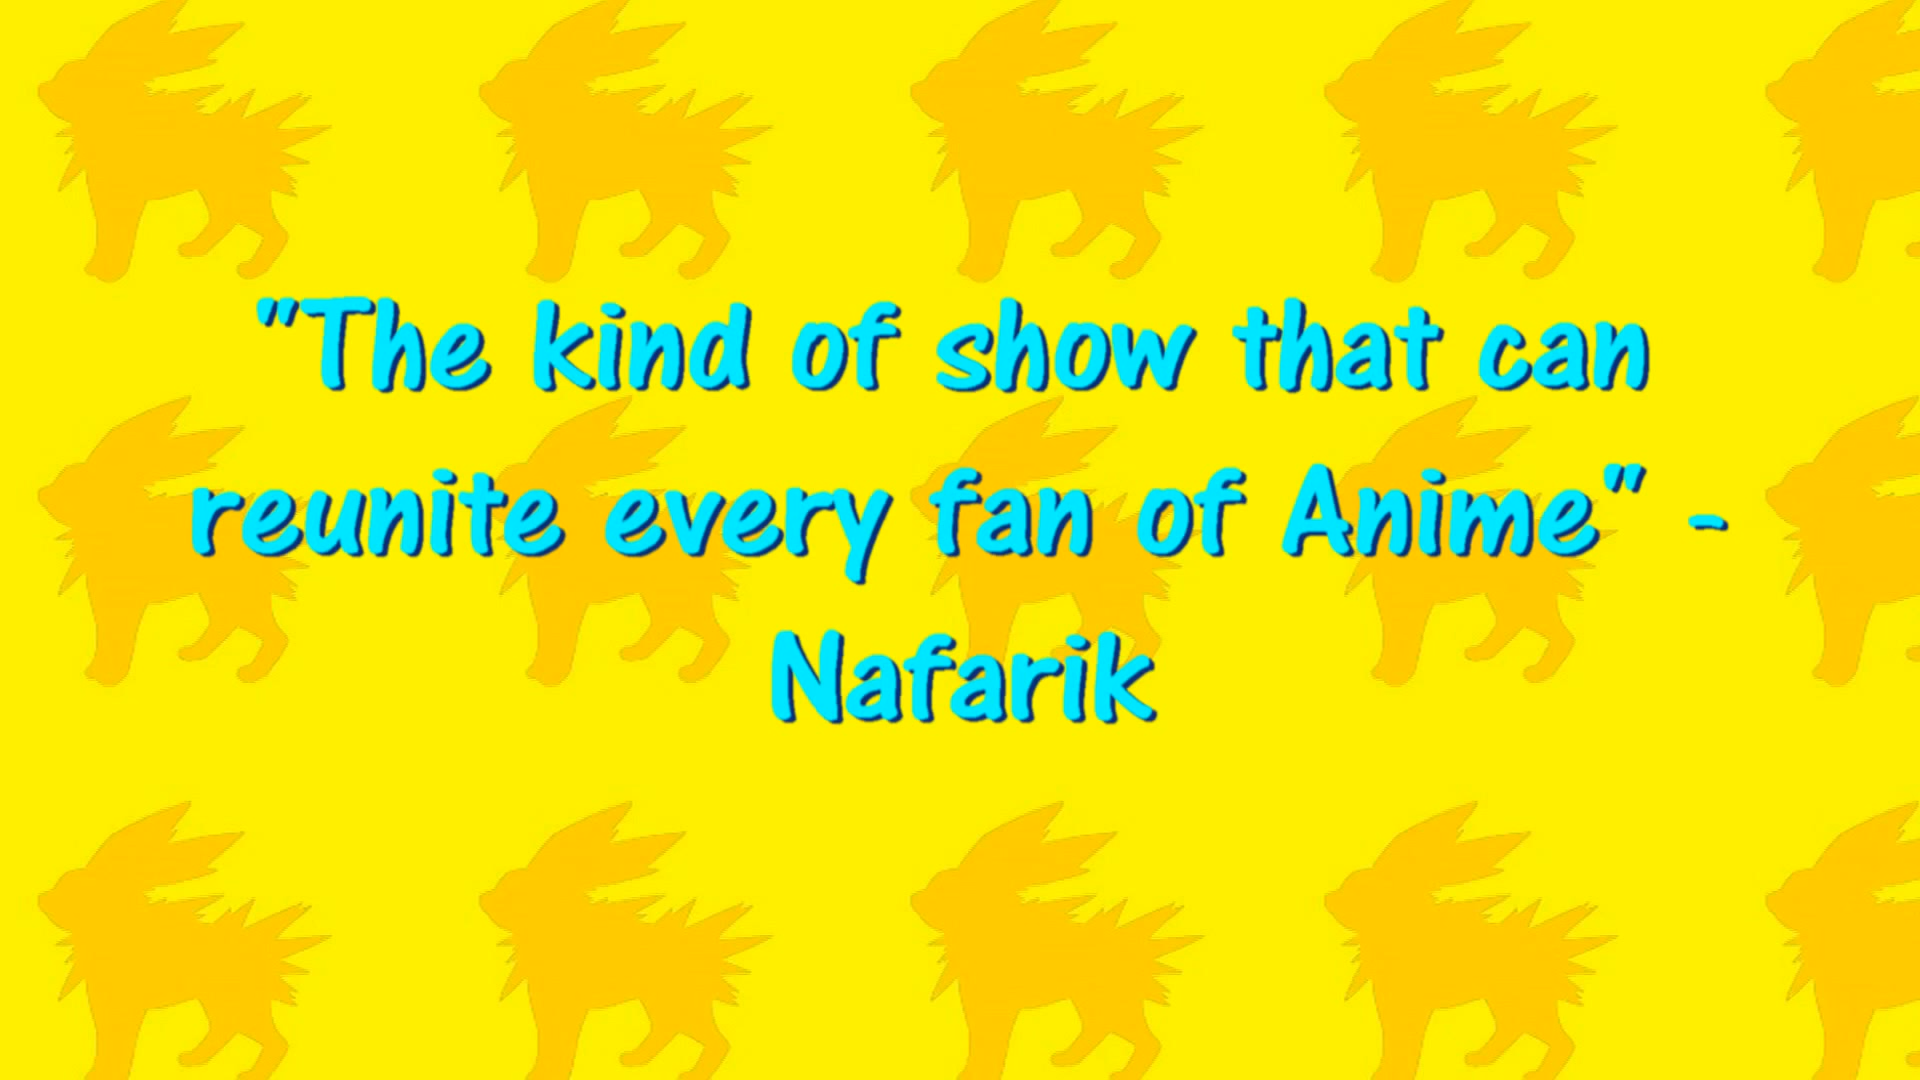 "The kind of show that can
reunite every fan of Anime" -
Nafarik